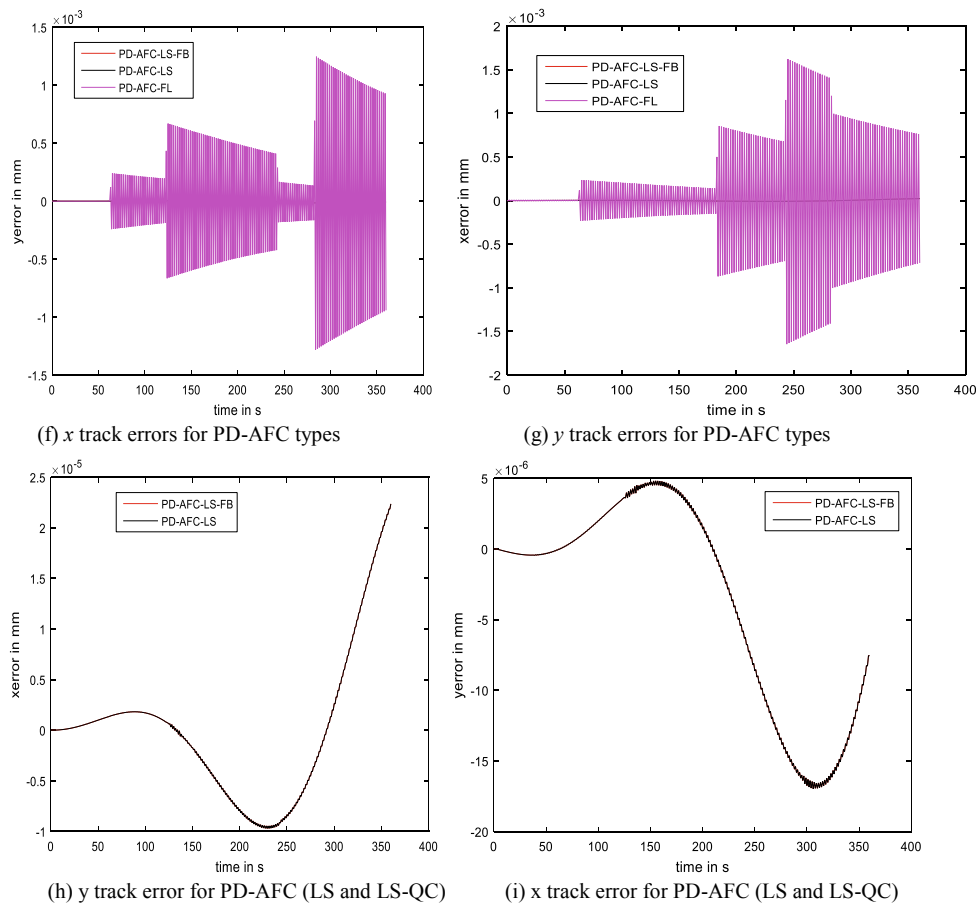 ×10^-3
1.5
1
0.5
0
-0.5
-1
-1.5
yerror in mm
PD-AFC-LS-FB
PD-AFC-LS
PD-AFC-FL
0 50 100 150 200 250 300 350 400
time in s
(f) x track errors for PD-AFC types
×10^-3
2
1.5
1
0.5
0
-0.5
-1
-1.5
-2
xerror in mm
PD-AFC-LS-FB
PD-AFC-LS
PD-AFC-FL
0 50 100 150 200 250 300 350 400
time in s
(g) y track errors for PD-AFC types
×10^-5
2.5
2
1.5
1
0.5
0
-0.5
-1
xerror in mm
PD-AFC-LS-FB
PD-AFC-LS
0 50 100 150 200 250 300 350 400
time in s
(h) y track error for PD-AFC (LS and LS-QC)
×10^-6
5
0
-5
-10
-15
-20
yerror in mm
PD-AFC-LS-FB
PD-AFC-LS
0 50 100 150 200 250 300 350 400
time in s
(i) x track error for PD-AFC (LS and LS-QC)